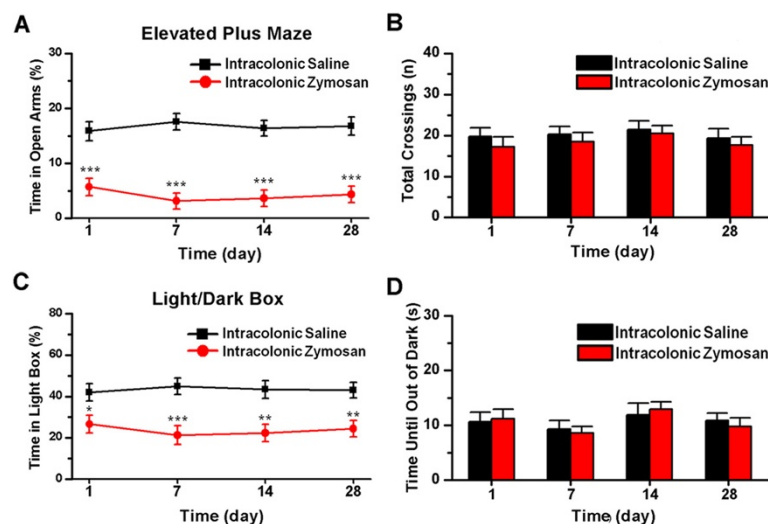 A
Elevated Plus Maze
Time in Open Arms (%)
30
20
10
0
Intracolonic Saline
Intracolonic Zymosan
***
***
***
***
1 7 14 28
Time (day)
B
Total Crossings (n)
40
30
20
10
0
Intracolonic Saline
Intracolonic Zymosan
1 7 14 28
Time (day)
C
Light/Dark Box
Time in Light Box (%)
80
60
40
20
0
Intracolonic Saline
Intracolonic Zymosan
*
***
**
**
1 7 14 28
Time (day)
D
Time Until Out of Dark (s)
30
20
10
0
Intracolonic Saline
Intracolonic Zymosan
1 7 14 28
Time (day)